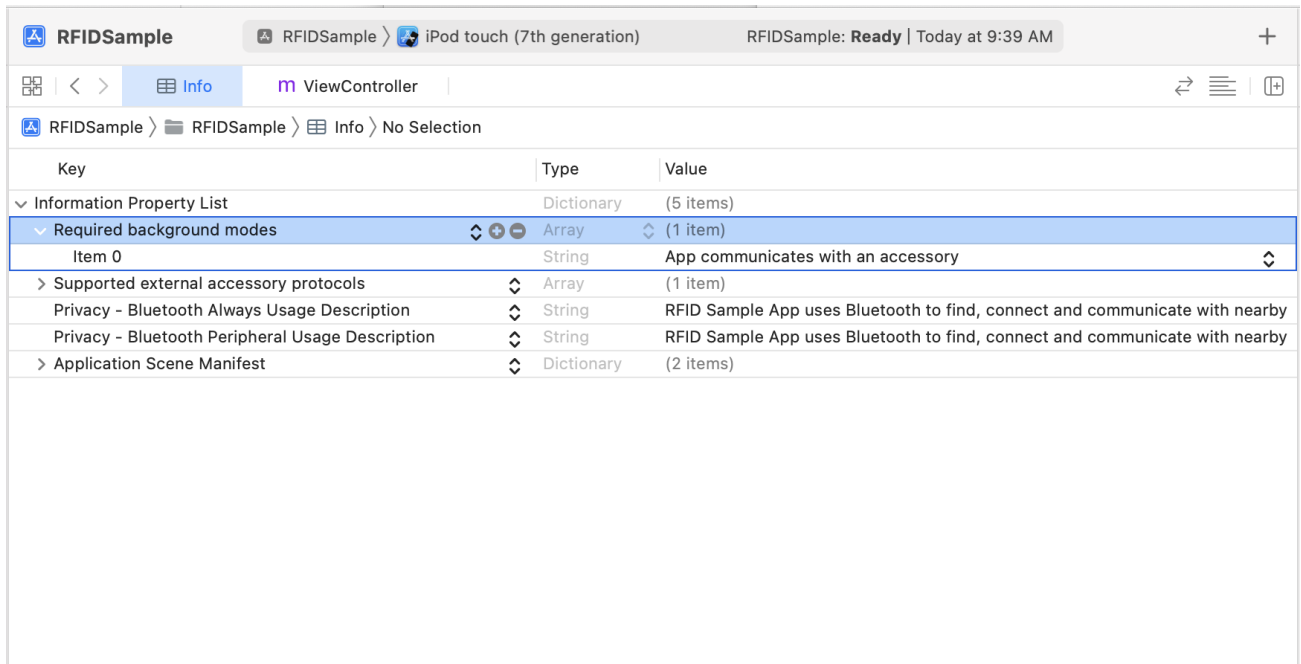 RFIDSample RFIDSample iPod touch (7th generation) RFIDSample: Ready | Today at 9:39 AM
Info m ViewController
RFIDSample RFIDSample Info No Selection
Key Type Value
Information Property List Dictionary (5 items)
Required background modes Array (1 item)
Item 0 String App communicates with an accessory
Supported external accessory protocols Array (1 item)
Privacy - Bluetooth Always Usage Description String RFID Sample App uses Bluetooth to find, connect and communicate with nearby
Privacy - Bluetooth Peripheral Usage Description String RFID Sample App uses Bluetooth to find, connect and communicate with nearby
Application Scene Manifest Dictionary (2 items)